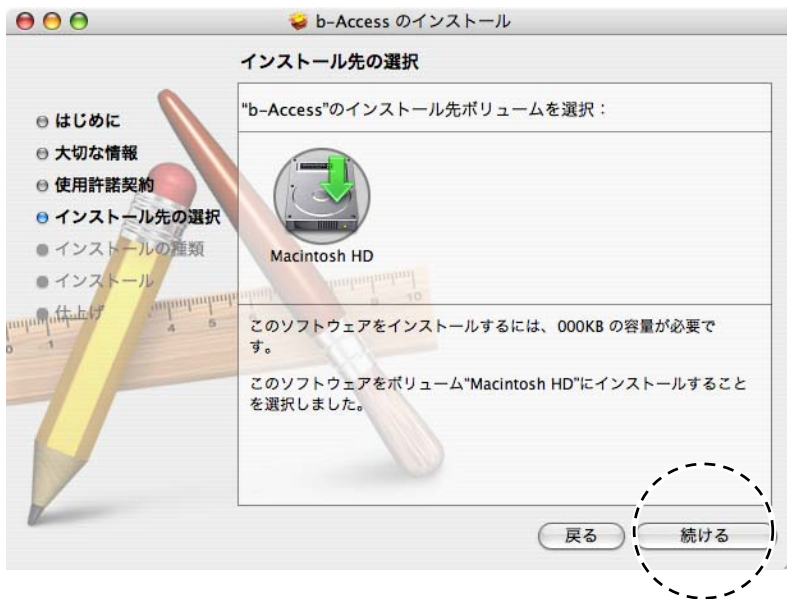 b-Access のインストール
インストール先の選択
はじめに
大切な情報
使用許諾契約
インストール先の選択
インストールの種類
インストール
仕上げ
"b-Access"のインストール先ボリュームを選択：
Macintosh HD
このソフトウェアをインストールするには、000KB の容量が必要で
す。
このソフトウェアをボリューム"Macintosh HD"にインストールすること
を選択しました。
戻る
続ける
0 1 4 5 10